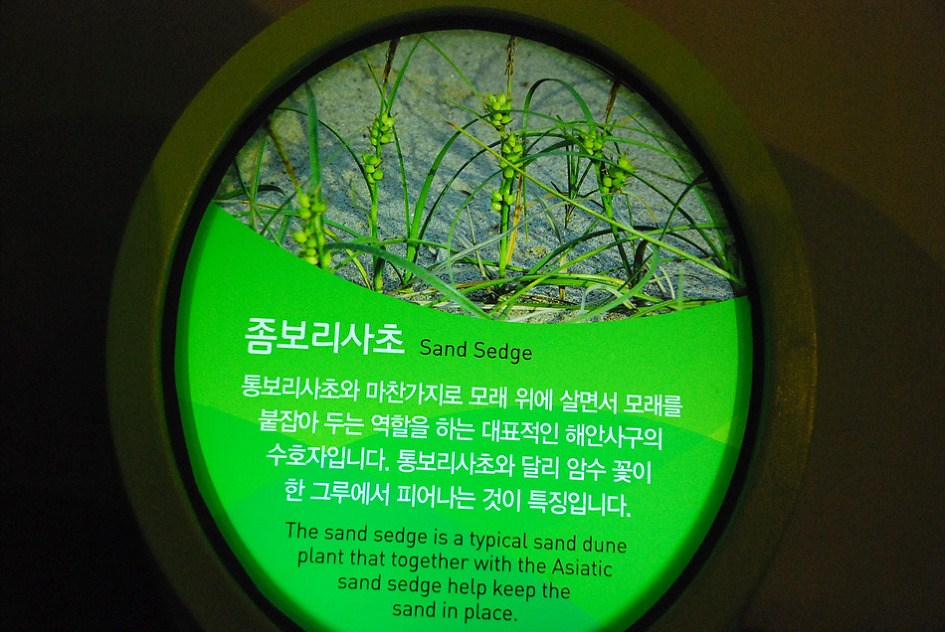 좀보리사초 Sand Sedge
통보리사초와 마찬가지로 모래 위에 살면서 모래를
붙잡아 두는 역할을 하는 대표적인 해안사구의
수호자입니다. 통보리사초와 달리 암수 꽃이
한 그루에서 피어나는 것이 특징입니다.
The sand sedge is a typical sand dune
plant that together with the Asiatic
sand sedge help keep the
sand in place.